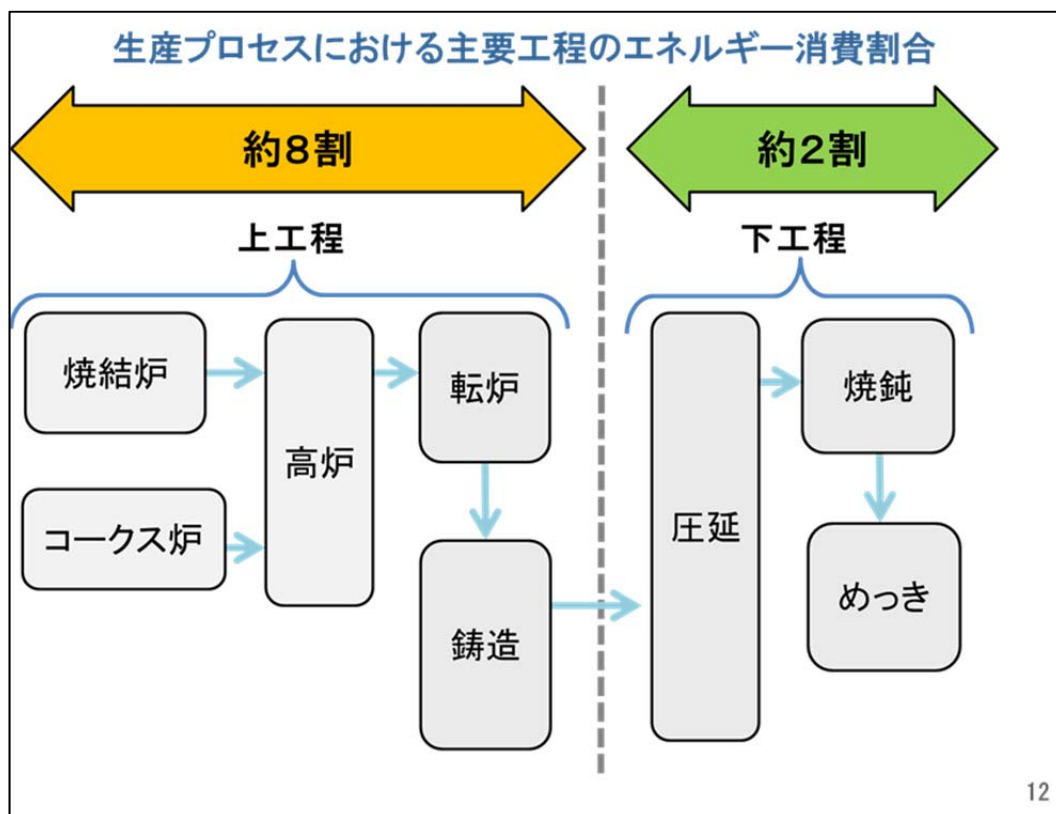 生産プロセスにおける主要工程のエネルギー消費割合
約8割
約2割
上工程
下工程
焼結炉
コークス炉
高炉
転炉
鋳造
圧延
焼鈍
めっき
12